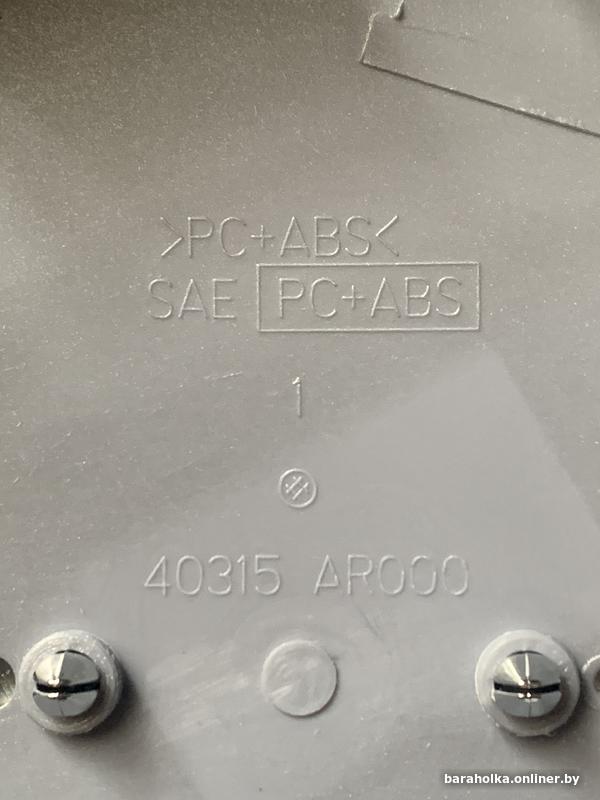 >PC+ABS<
SAE PC+ABS
1
40315 AR000
baraholka.onliner.by